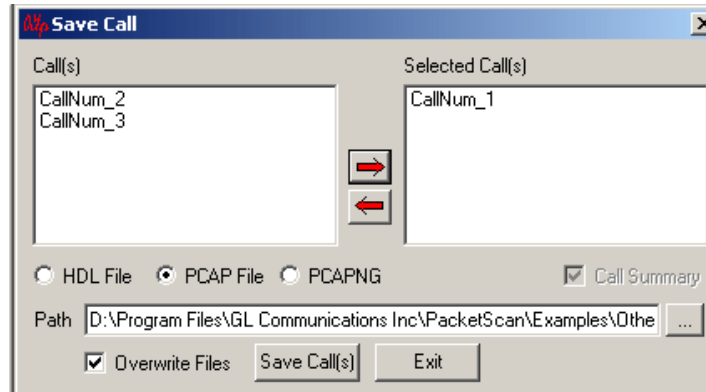 Save Call
Call(s)
Selected Call(s)
CallNum_2
CallNum_3
CallNum_1
HDL File
PCAP File
PCAPNG
Call Summary
Path
D:\Program Files\GL Communications Inc\PacketScan\Examples\Othe
...
Overwrite Files
Save Call(s)
Exit